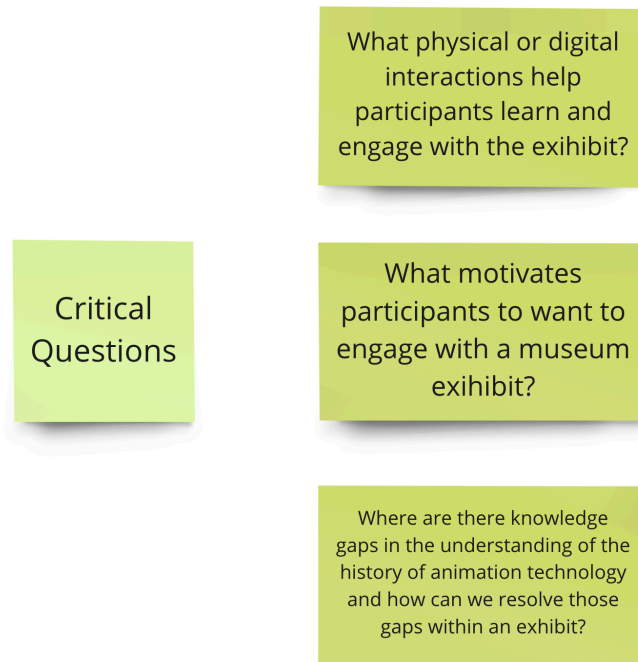 What physical or digital
interactions help
participants learn and
engage with the exihibit?
Critical
Questions
What motivates
participants to want to
engage with a museum
exihibit?
Where are there knowledge
gaps in the understanding of the
history of animation technology
and how can we resolve those
gaps within an exhibit?